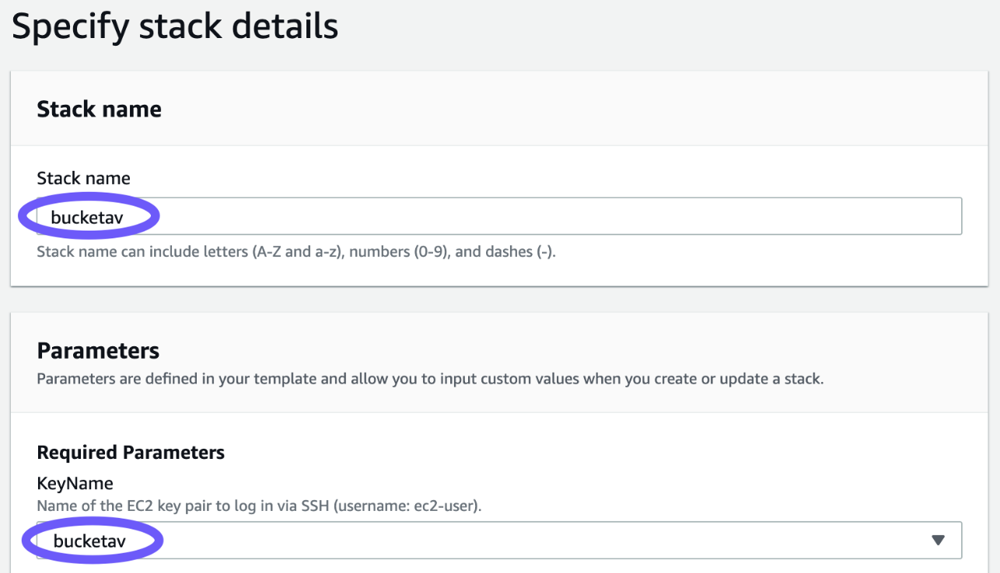 Specify stack details
Stack name
Stack name
bucketav
Stack name can include letters (A-Z and a-z), numbers (0-9), and dashes (-).
Parameters
Parameters are defined in your template and allow you to input custom values when you create or update a stack.
Required Parameters
KeyName
Name of the EC2 key pair to log in via SSH (username: ec2-user).
bucketav